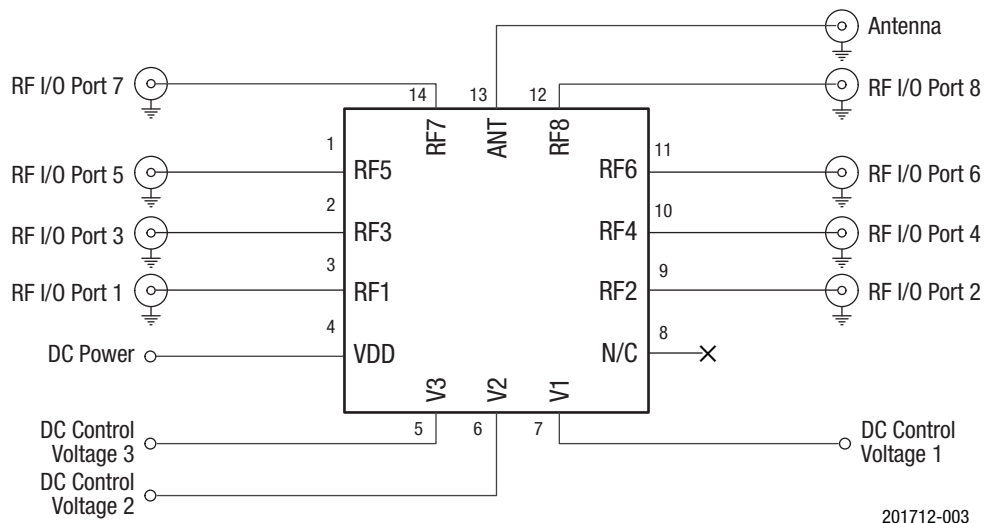 Antenna
RF I/O Port 7
RF I/O Port 8
14
13
12
RF7
ANT
RF8
1
11
RF I/O Port 5
RF5
RF6
RF I/O Port 6
2
10
RF I/O Port 3
RF3
RF4
RF I/O Port 4
3
9
RF I/O Port 1
RF1
RF2
RF I/O Port 2
4
8
DC Power
VDD
N/C
V3
V2
V1
5
6
7
DC Control
Voltage 3
DC Control
Voltage 1
DC Control
Voltage 2
201712-003